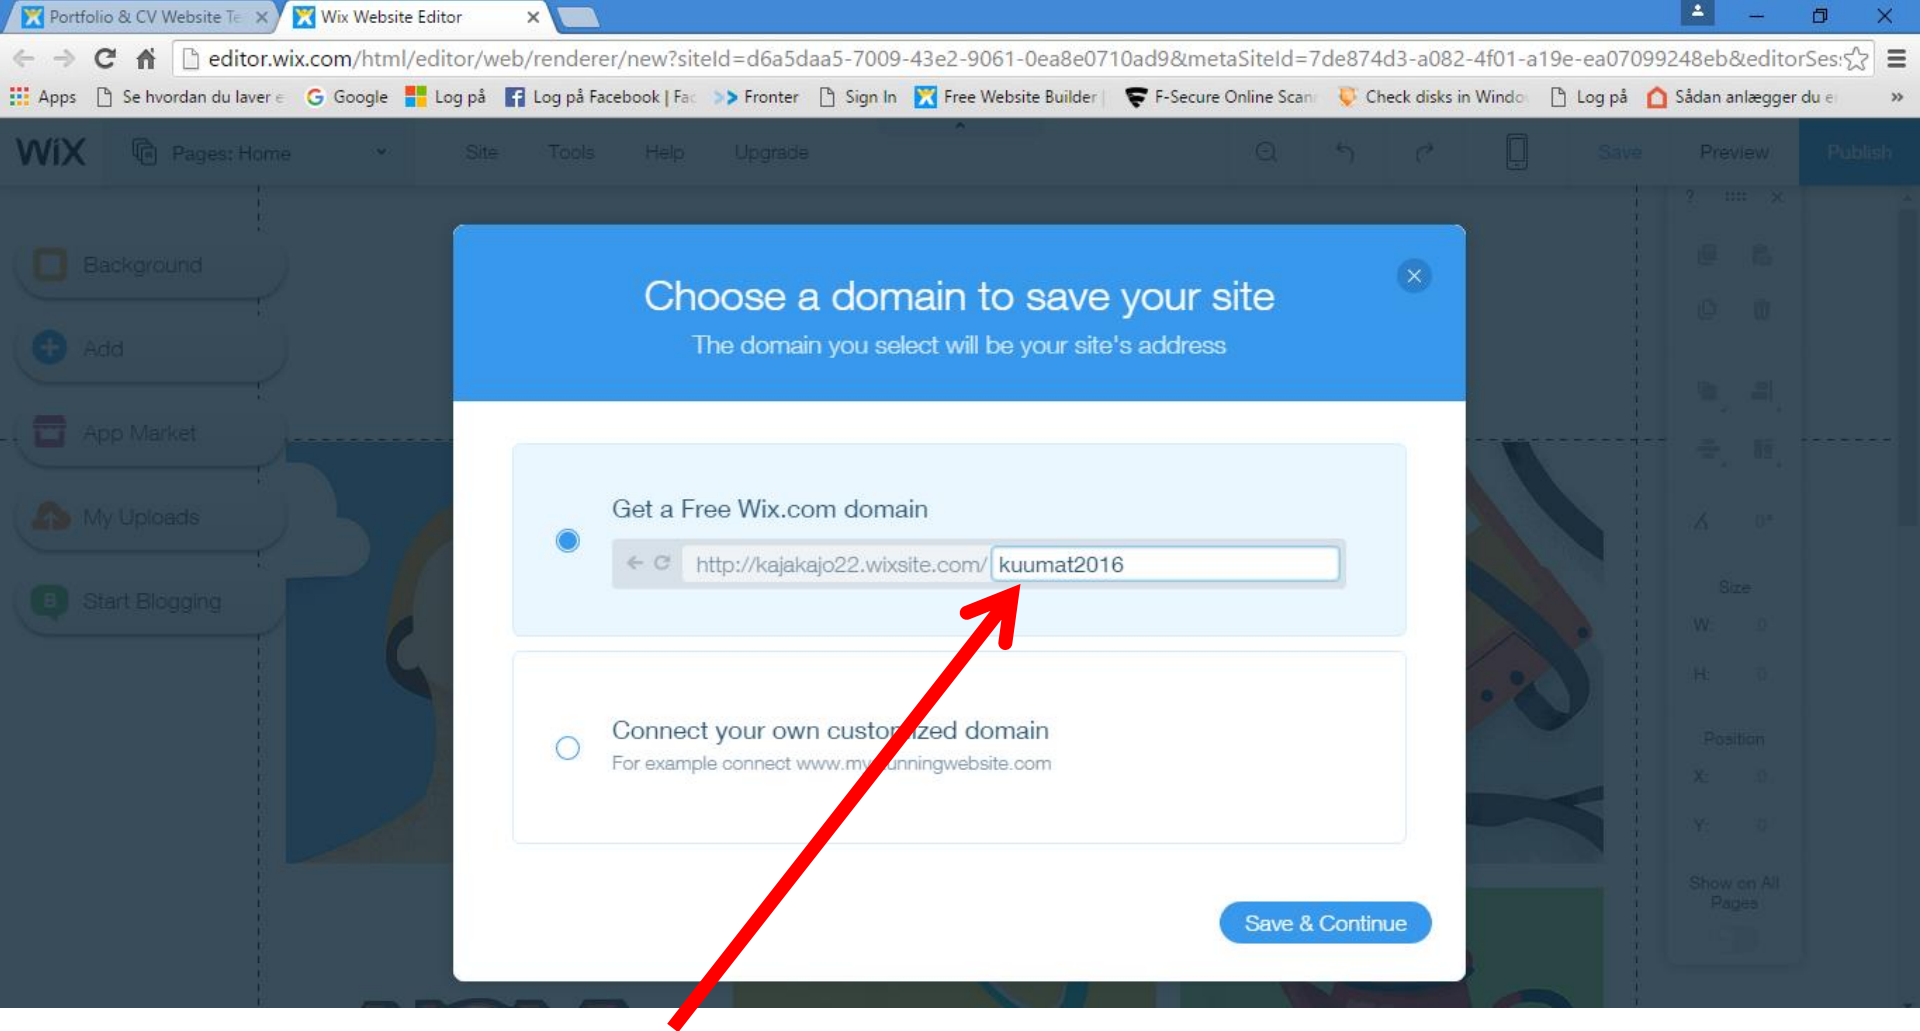 Portfolio & CV Website Te
Wix Website Editor
editor.wix.com/html/editor/web/renderer/new?siteId=d6a5daa5-7009-43e2-9061-0ea8e0710ad9&metaSiteId=7de874d3-a082-4f01-a19e-ea07099248eb&editorSes
Apps Se hvordan du laver e Google Log på Log på Facebook | Fac Fronter Sign In Free Website Builder | F-Secure Online Scan Check disks in Windo Log på Sådan anlægger du e »
WiX Pages: Home Site Tools Help Upgrade Save Preview Publish
Background
Add
App Market
My Uploads
Start Blogging
Choose a domain to save your site
The domain you select will be your site's address
Get a Free Wix.com domain
http://kajakajo22.wixsite.com/ kuumat2016
Connect your own customized domain
For example connect www.mystunningwebsite.com
Save & Continue
?
0°
Size
W: 0
H: 0
Position
X: 0
Y: 0
Show on All
Pages